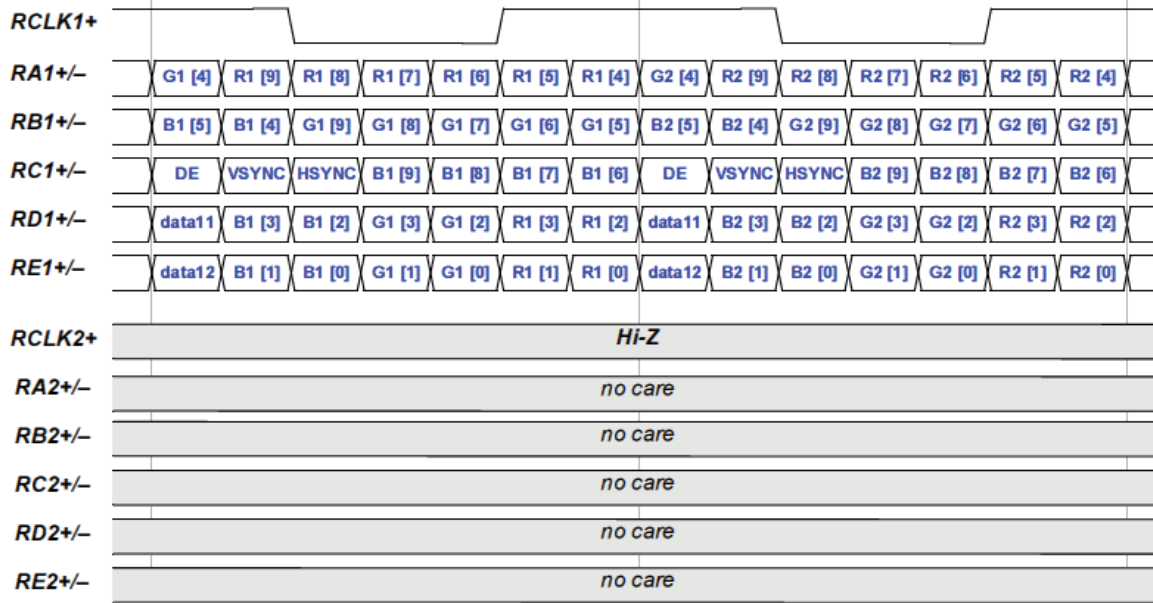 RCLK1+
RA1+/– G1 [4] R1 [9] R1 [8] R1 [7] R1 [6] R1 [5] R1 [4] G2 [4] R2 [9] R2 [8] R2 [7] R2 [6] R2 [5] R2 [4]
RB1+/– B1 [5] B1 [4] G1 [9] G1 [8] G1 [7] G1 [6] G1 [5] B2 [5] B2 [4] G2 [9] G2 [8] G2 [7] G2 [6] G2 [5]
RC1+/– DE VSYNC HSYNC B1 [9] B1 [8] B1 [7] B1 [6] DE VSYNC HSYNC B2 [9] B2 [8] B2 [7] B2 [6]
RD1+/– data11 B1 [3] B1 [2] G1 [3] G1 [2] R1 [3] R1 [2] data11 B2 [3] B2 [2] G2 [3] G2 [2] R2 [3] R2 [2]
RE1+/– data12 B1 [1] B1 [0] G1 [1] G1 [0] R1 [1] R1 [0] data12 B2 [1] B2 [0] G2 [1] G2 [0] R2 [1] R2 [0]
RCLK2+ Hi-Z
RA2+/– no care
RB2+/– no care
RC2+/– no care
RD2+/– no care
RE2+/– no care